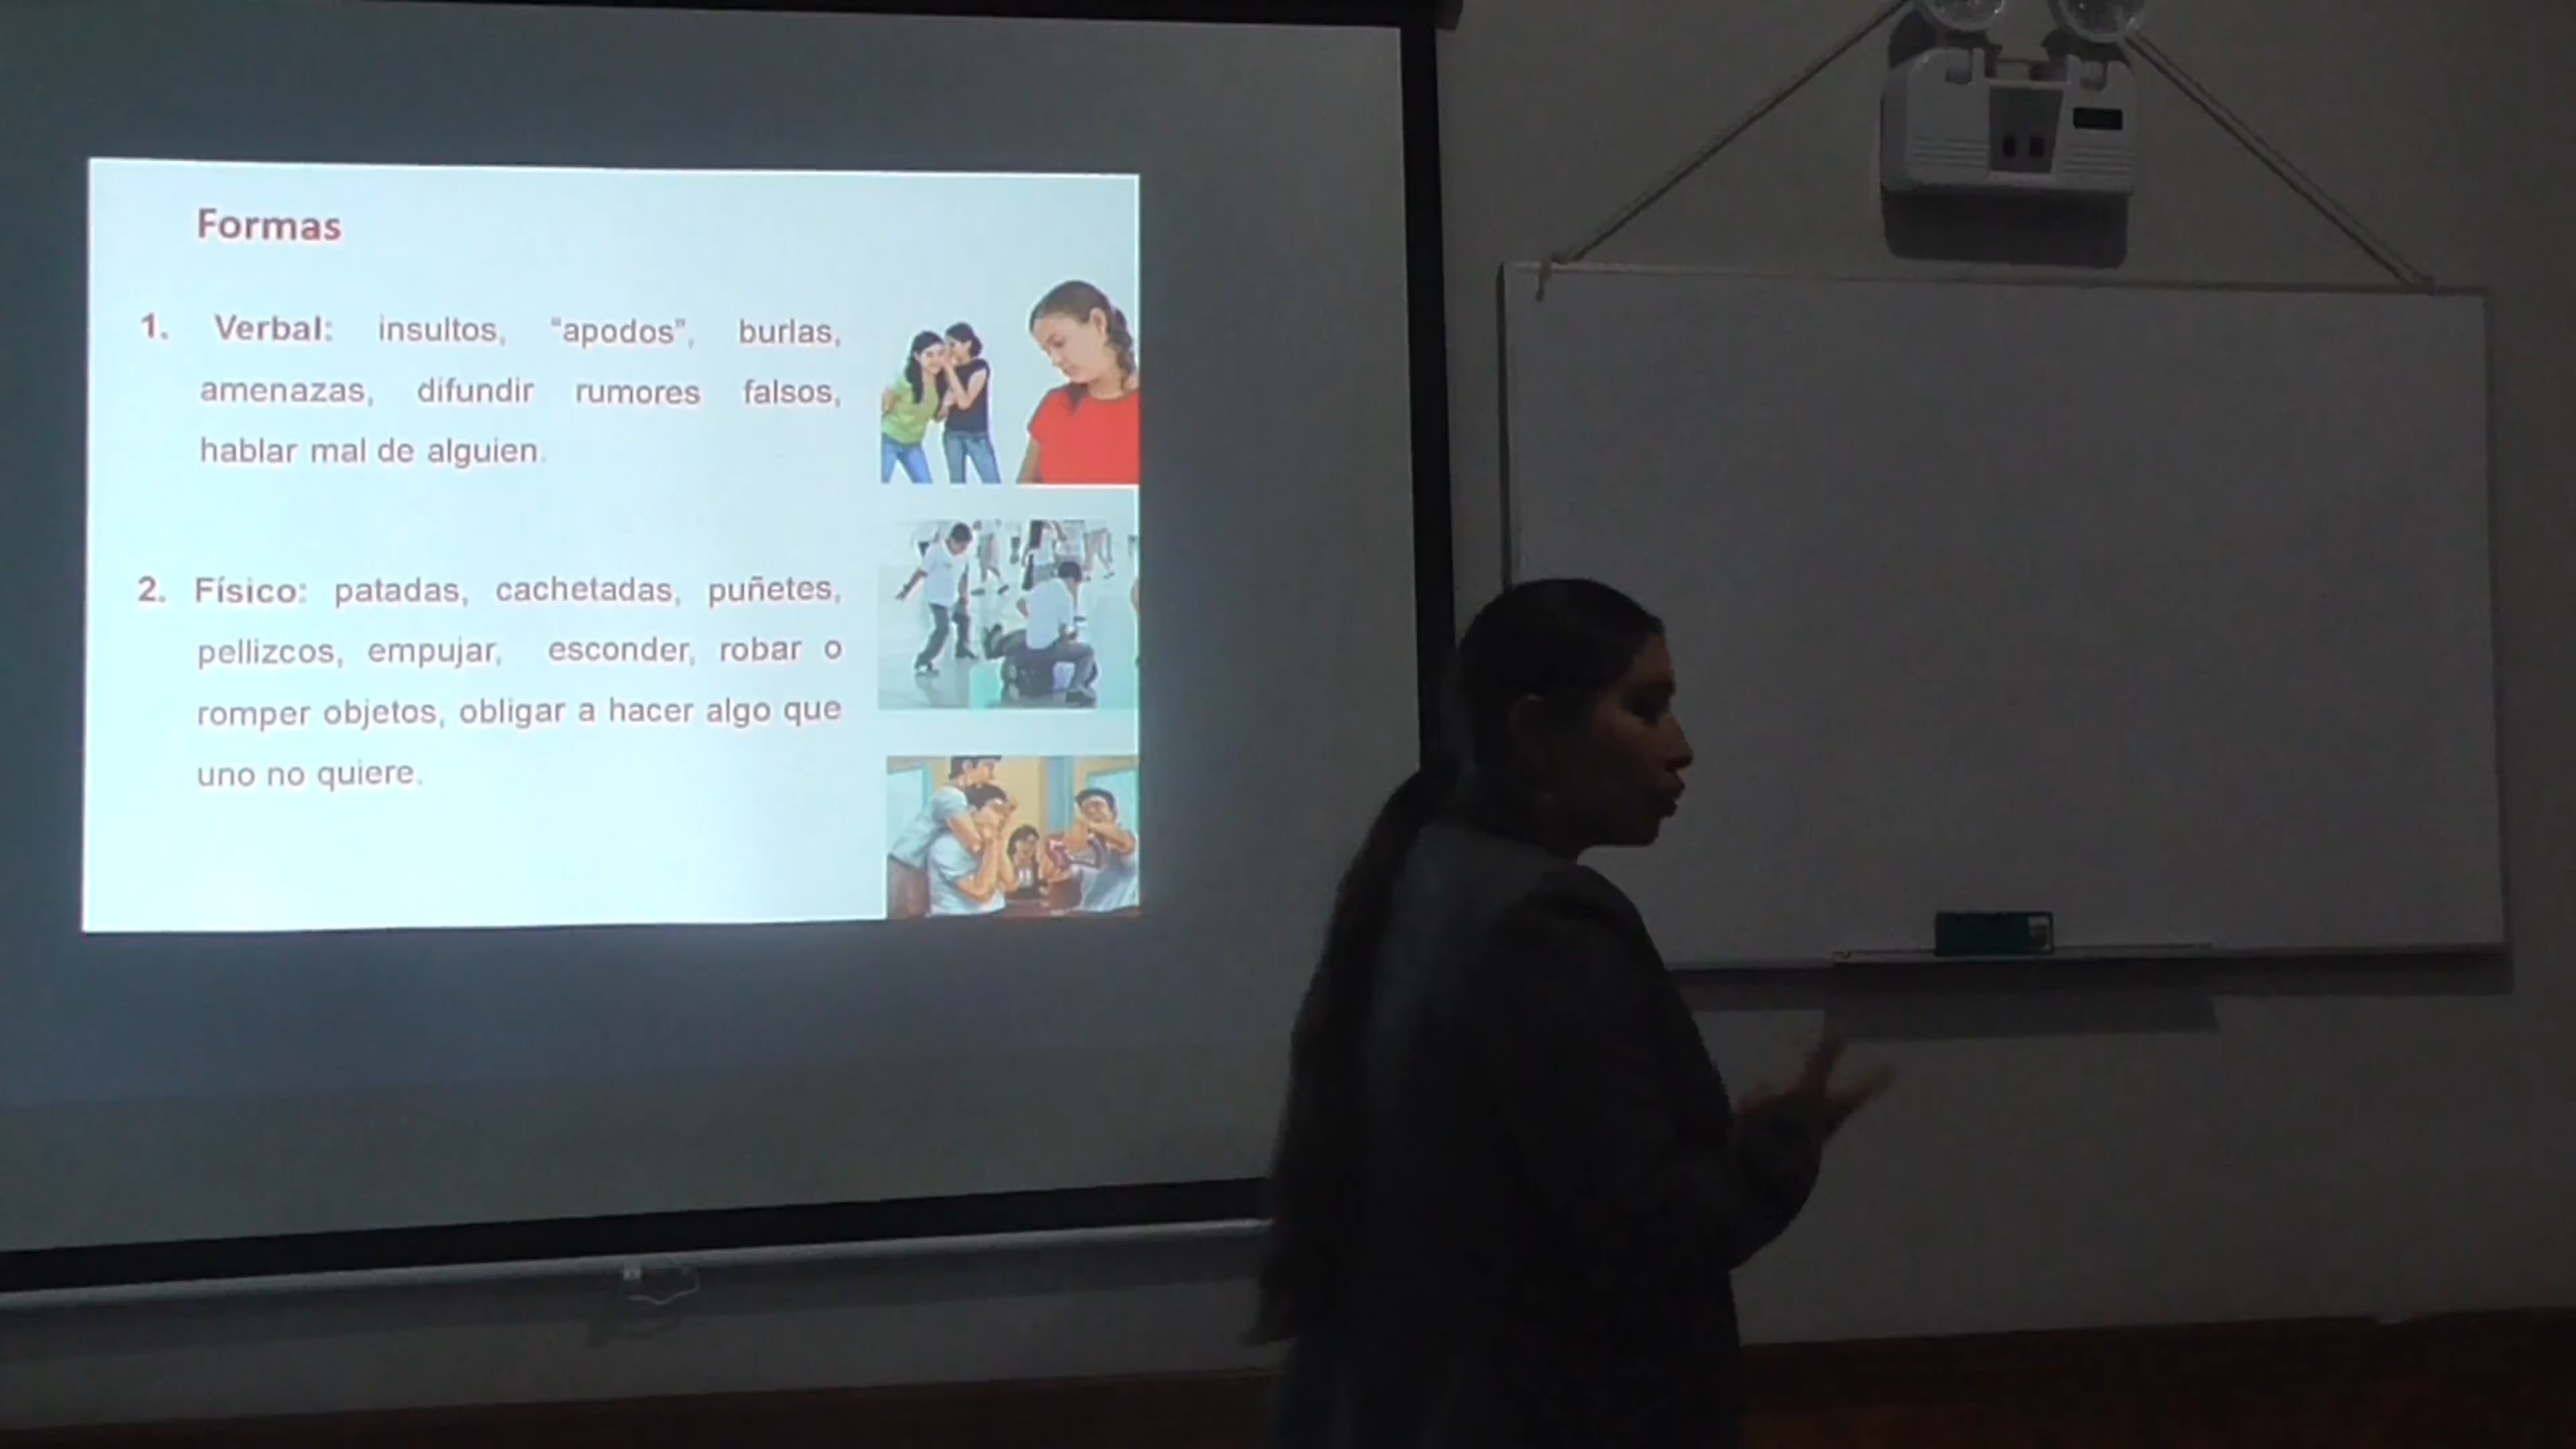 Formas
1. Verbal: insultos, “apodos”, burlas,
amenazas, difundir rumores falsos,
hablar mal de alguien.
2. Físico: patadas, cachetadas, puñetes,
pellizcos, empujar, esconder, robar o
romper objetos, obligar a hacer algo que
uno no quiere.